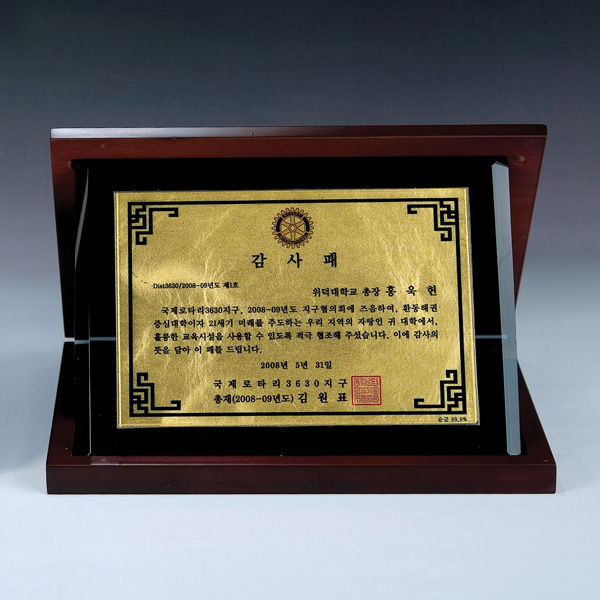 감 사 패
Dist3630/2008-09년도 제1호
위덕대학교 총장 홍 욱 헌
국제로타리3630지구, 2008-09년도 지구협의회에 즈음하여, 환동해권
중심대학이자 21세기 미래를 주도하는 우리 지역의 자랑인 귀 대학에서,
훌륭한 교육시설을 사용할 수 있도록 적극 협조해 주셨습니다. 이에 감사의
뜻을 담아 이 패를 드립니다.
2008년 5년 31일
국 제 로 타 리 3 6 3 0 지 구
총재(2008-09년도) 김 원 표
순금 99.9%